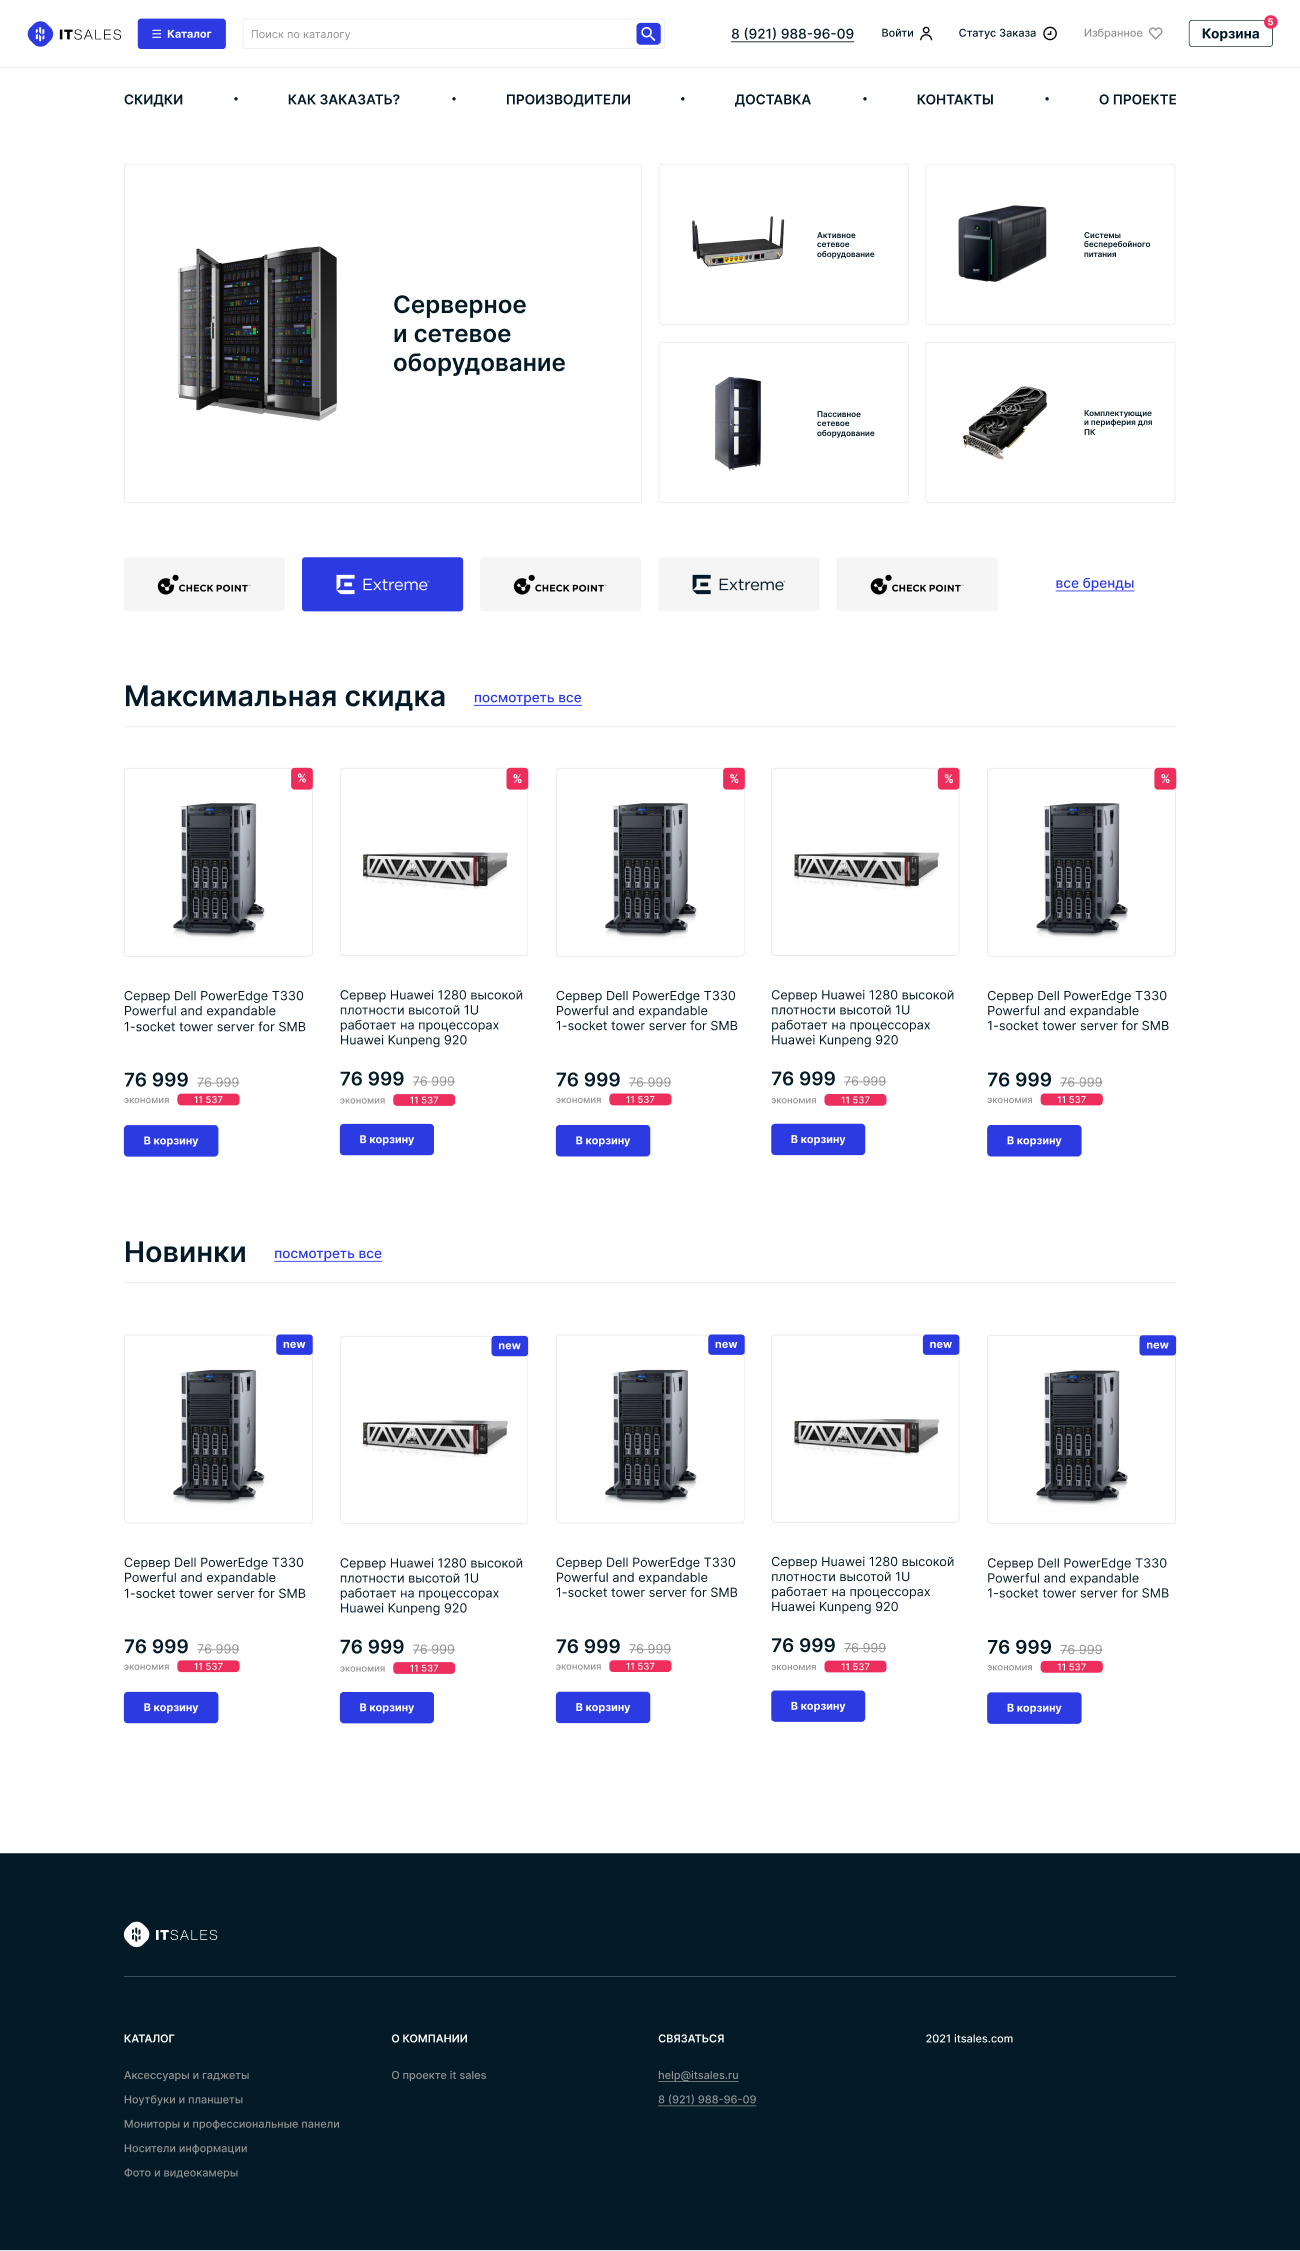 ITSALES
Каталог
Поиск по каталогу
8 (921) 988-96-09
Войти
Статус Заказа
Избранное
Корзина
5
СКИДКИ • КАК ЗАКАЗАТЬ? • ПРОИЗВОДИТЕЛИ • ДОСТАВКА • КОНТАКТЫ • О ПРОЕКТЕ
Серверное
и сетевое
оборудование
Активное
сетевое
оборудование
Системы
бесперебойного
питания
Пассивное
сетевое
оборудование
Комплектующие
и периферия для
ПК
CHECK POINT
Extreme
CHECK POINT
Extreme
CHECK POINT
все бренды
Максимальная скидка
посмотреть все
%
Сервер Dell PowerEdge T330
Powerful and expandable
1-socket tower server for SMB
76 999 76 999
экономия 11 537
В корзину
%
Сервер Huawei 1280 высокой
плотности высотой 1U
работает на процессорах
Huawei Kunpeng 920
76 999 76 999
экономия 11 537
В корзину
%
Сервер Dell PowerEdge T330
Powerful and expandable
1-socket tower server for SMB
76 999 76 999
экономия 11 537
В корзину
%
Сервер Huawei 1280 высокой
плотности высотой 1U
работает на процессорах
Huawei Kunpeng 920
76 999 76 999
экономия 11 537
В корзину
%
Сервер Dell PowerEdge T330
Powerful and expandable
1-socket tower server for SMB
76 999 76 999
экономия 11 537
В корзину
Новинки
посмотреть все
new
Сервер Dell PowerEdge T330
Powerful and expandable
1-socket tower server for SMB
76 999 76 999
экономия 11 537
В корзину
new
Сервер Huawei 1280 высокой
плотности высотой 1U
работает на процессорах
Huawei Kunpeng 920
76 999 76 999
экономия 11 537
В корзину
new
Сервер Dell PowerEdge T330
Powerful and expandable
1-socket tower server for SMB
76 999 76 999
экономия 11 537
В корзину
new
Сервер Huawei 1280 высокой
плотности высотой 1U
работает на процессорах
Huawei Kunpeng 920
76 999 76 999
экономия 11 537
В корзину
new
Сервер Dell PowerEdge T330
Powerful and expandable
1-socket tower server for SMB
76 999 76 999
экономия 11 537
В корзину
ITSALES
КАТАЛОГ
Аксессуары и гаджеты
Ноутбуки и планшеты
Мониторы и профессиональные панели
Носители информации
Фото и видеокамеры
О КОМПАНИИ
О проекте it sales
СВЯЗАТЬСЯ
help@itsales.ru
8 (921) 988-96-09
2021 itsales.com